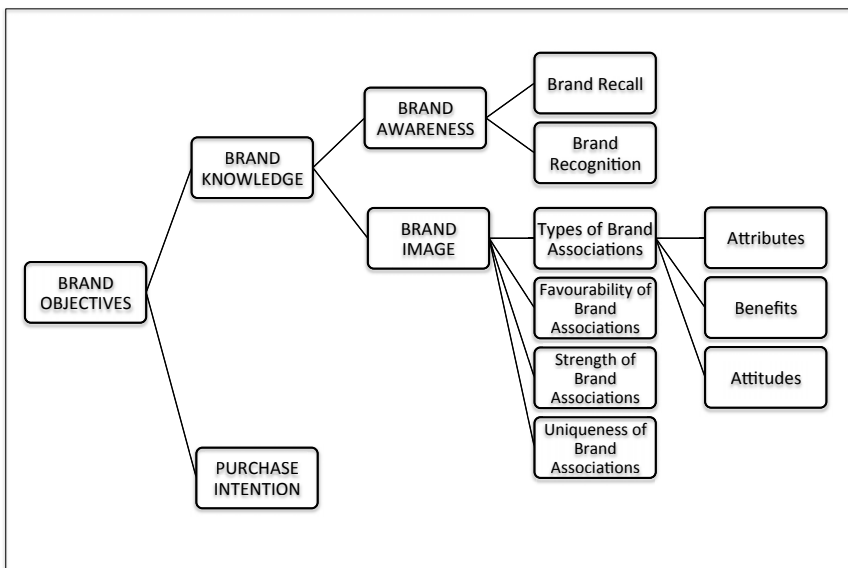 BRAND
OBJECTIVES
BRAND
KNOWLEDGE
PURCHASE
INTENTION
BRAND
AWARENESS
BRAND
IMAGE
Brand Recall
Brand
Recognition
Types of Brand
Associations
Favourability of
Brand
Associations
Strength of
Brand
Associations
Uniqueness of
Brand
Associations
Attributes
Benefits
Attitudes